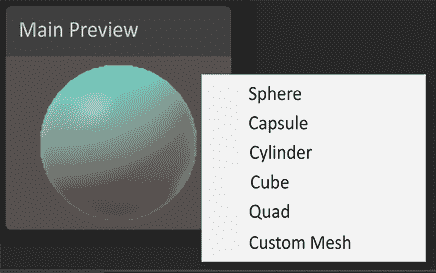 Main Preview
Sphere
Capsule
Cylinder
Cube
Quad
Custom Mesh